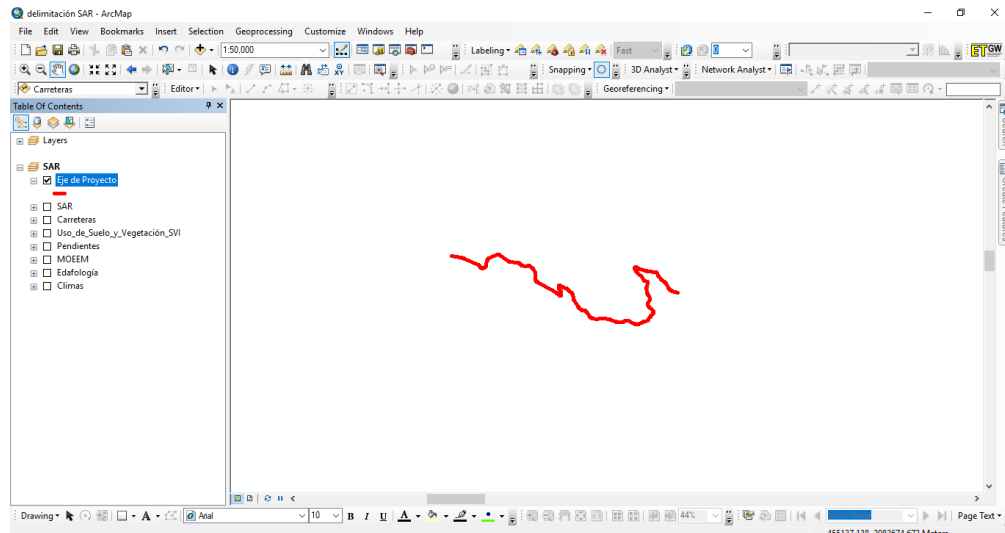 delimitación SAR - ArcMap
File Edit View Bookmarks Insert Selection Geoprocessing Customize Windows Help
1:50,000 Labeling Fast 0 ETGW
Snapping 3D Analyst Network Analyst
Carreteras Editor Georeferencing
Table Of Contents
Layers
SAR
Eje de Proyecto
SAR
Carreteras
Uso_de_Suelo_y_Vegetación_SVI
Pendientes
MOEEM
Edafología
Climas
Drawing A Arial 10 B I U A 44% Page Text